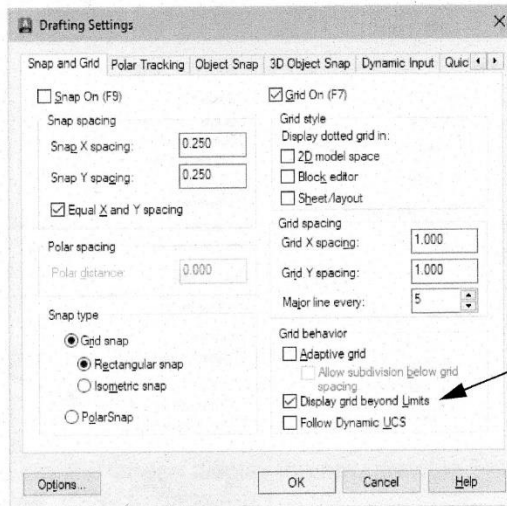 Drafting Settings
Snap and Grid Polar Tracking Object Snap 3D Object Snap Dynamic Input Quic
Snap On (F9)
Snap spacing
Snap X spacing: 0.250
Snap Y spacing: 0.250
Equal X and Y spacing
Polar spacing
Polar distance: 0.000
Snap type
Grid snap
Rectangular snap
Isometric snap
PolarSnap
Grid On (F7)
Grid style
Display dotted grid in:
2D model space
Block editor
Sheet/layout
Grid spacing
Grid X spacing: 1.000
Grid Y spacing: 1.000
Major line every: 5
Grid behavior
Adaptive grid
Allow subdivision below grid
spacing
Display grid beyond Limits
Follow Dynamic UCS
Options... OK Cancel Help